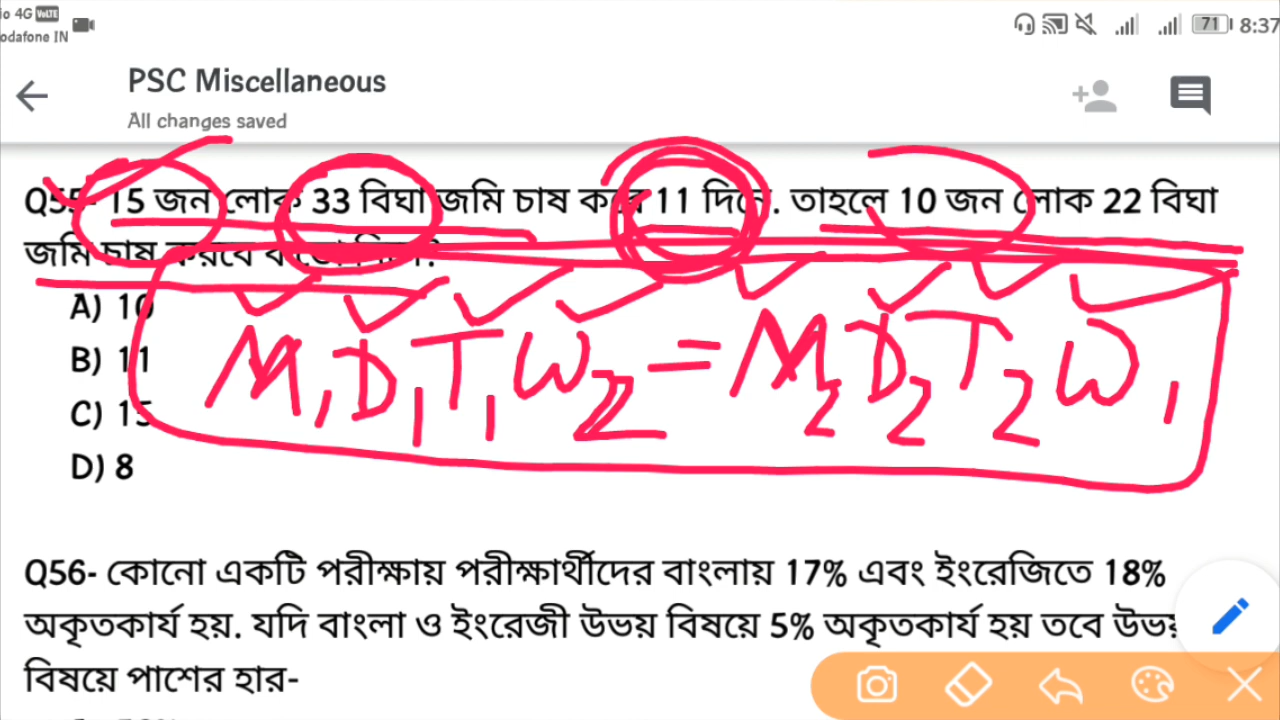 io 4G VoLTE
odafone IN
71 8:37
PSC Miscellaneous
All changes saved
Q55- 15 জন লোক 33 বিঘা জমি চাষ করে 11 দিনে. তাহলে 10 জন লোক 22 বিঘা
জমি চাষ করবে
A) 10
B) 11
C) 15
D) 8
M₁D₁T₁W₂ = M₂D₂T₂W₁
Q56- কোনো একটি পরীক্ষায় পরীক্ষার্থীদের বাংলায় 17% এবং ইংরেজিতে 18%
অকৃতকার্য হয়. যদি বাংলা ও ইংরেজী উভয় বিষয়ে 5% অকৃতকার্য হয় তবে উভয়
বিষয়ে পাশের হার-